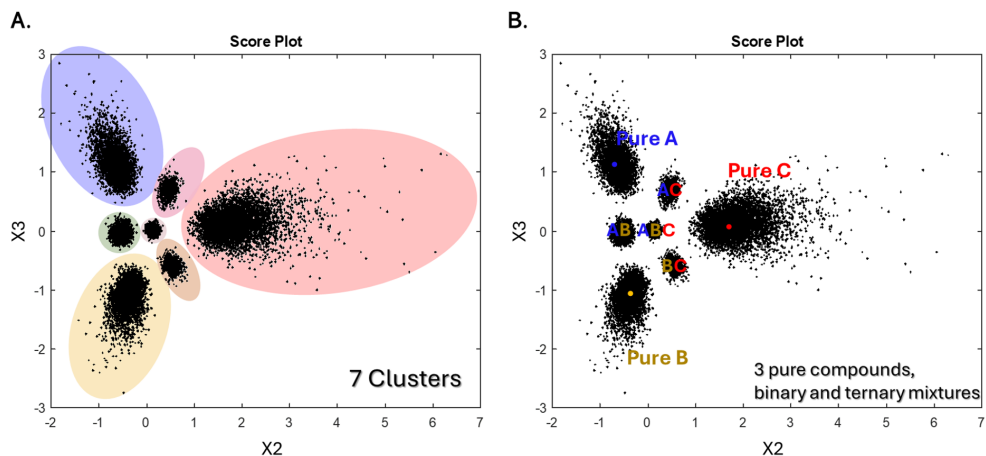 A.
Score Plot
3
2
1
0
-1
-2
-3
X3
-2
-1
0
1
2
3
4
5
6
7
X2
7 Clusters
B.
Score Plot
3
2
1
0
-1
-2
-3
X3
-2
-1
0
1
2
3
4
5
6
7
X2
Pure A
Pure C
AC
AB
ABC
BC
Pure B
3 pure compounds,
binary and ternary mixtures